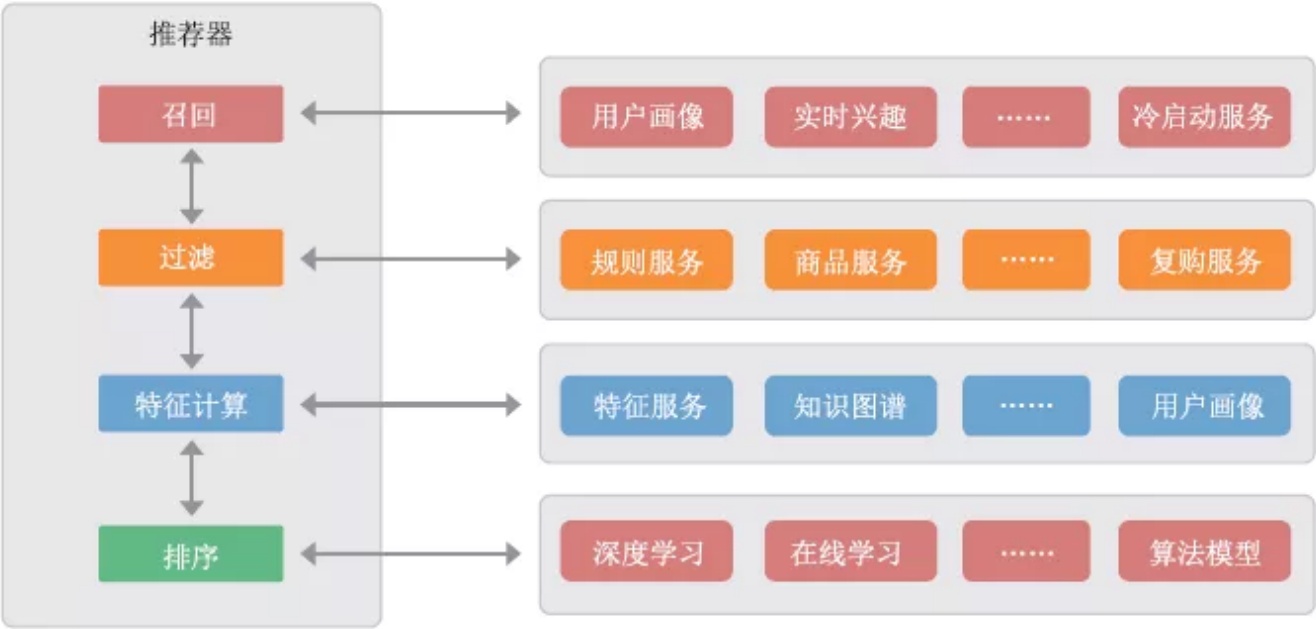 推荐器
召回
用户画像 实时兴趣 …… 冷启动服务
过滤
规则服务 商品服务 …… 复购服务
特征计算
特征服务 知识图谱 …… 用户画像
排序
深度学习 在线学习 …… 算法模型